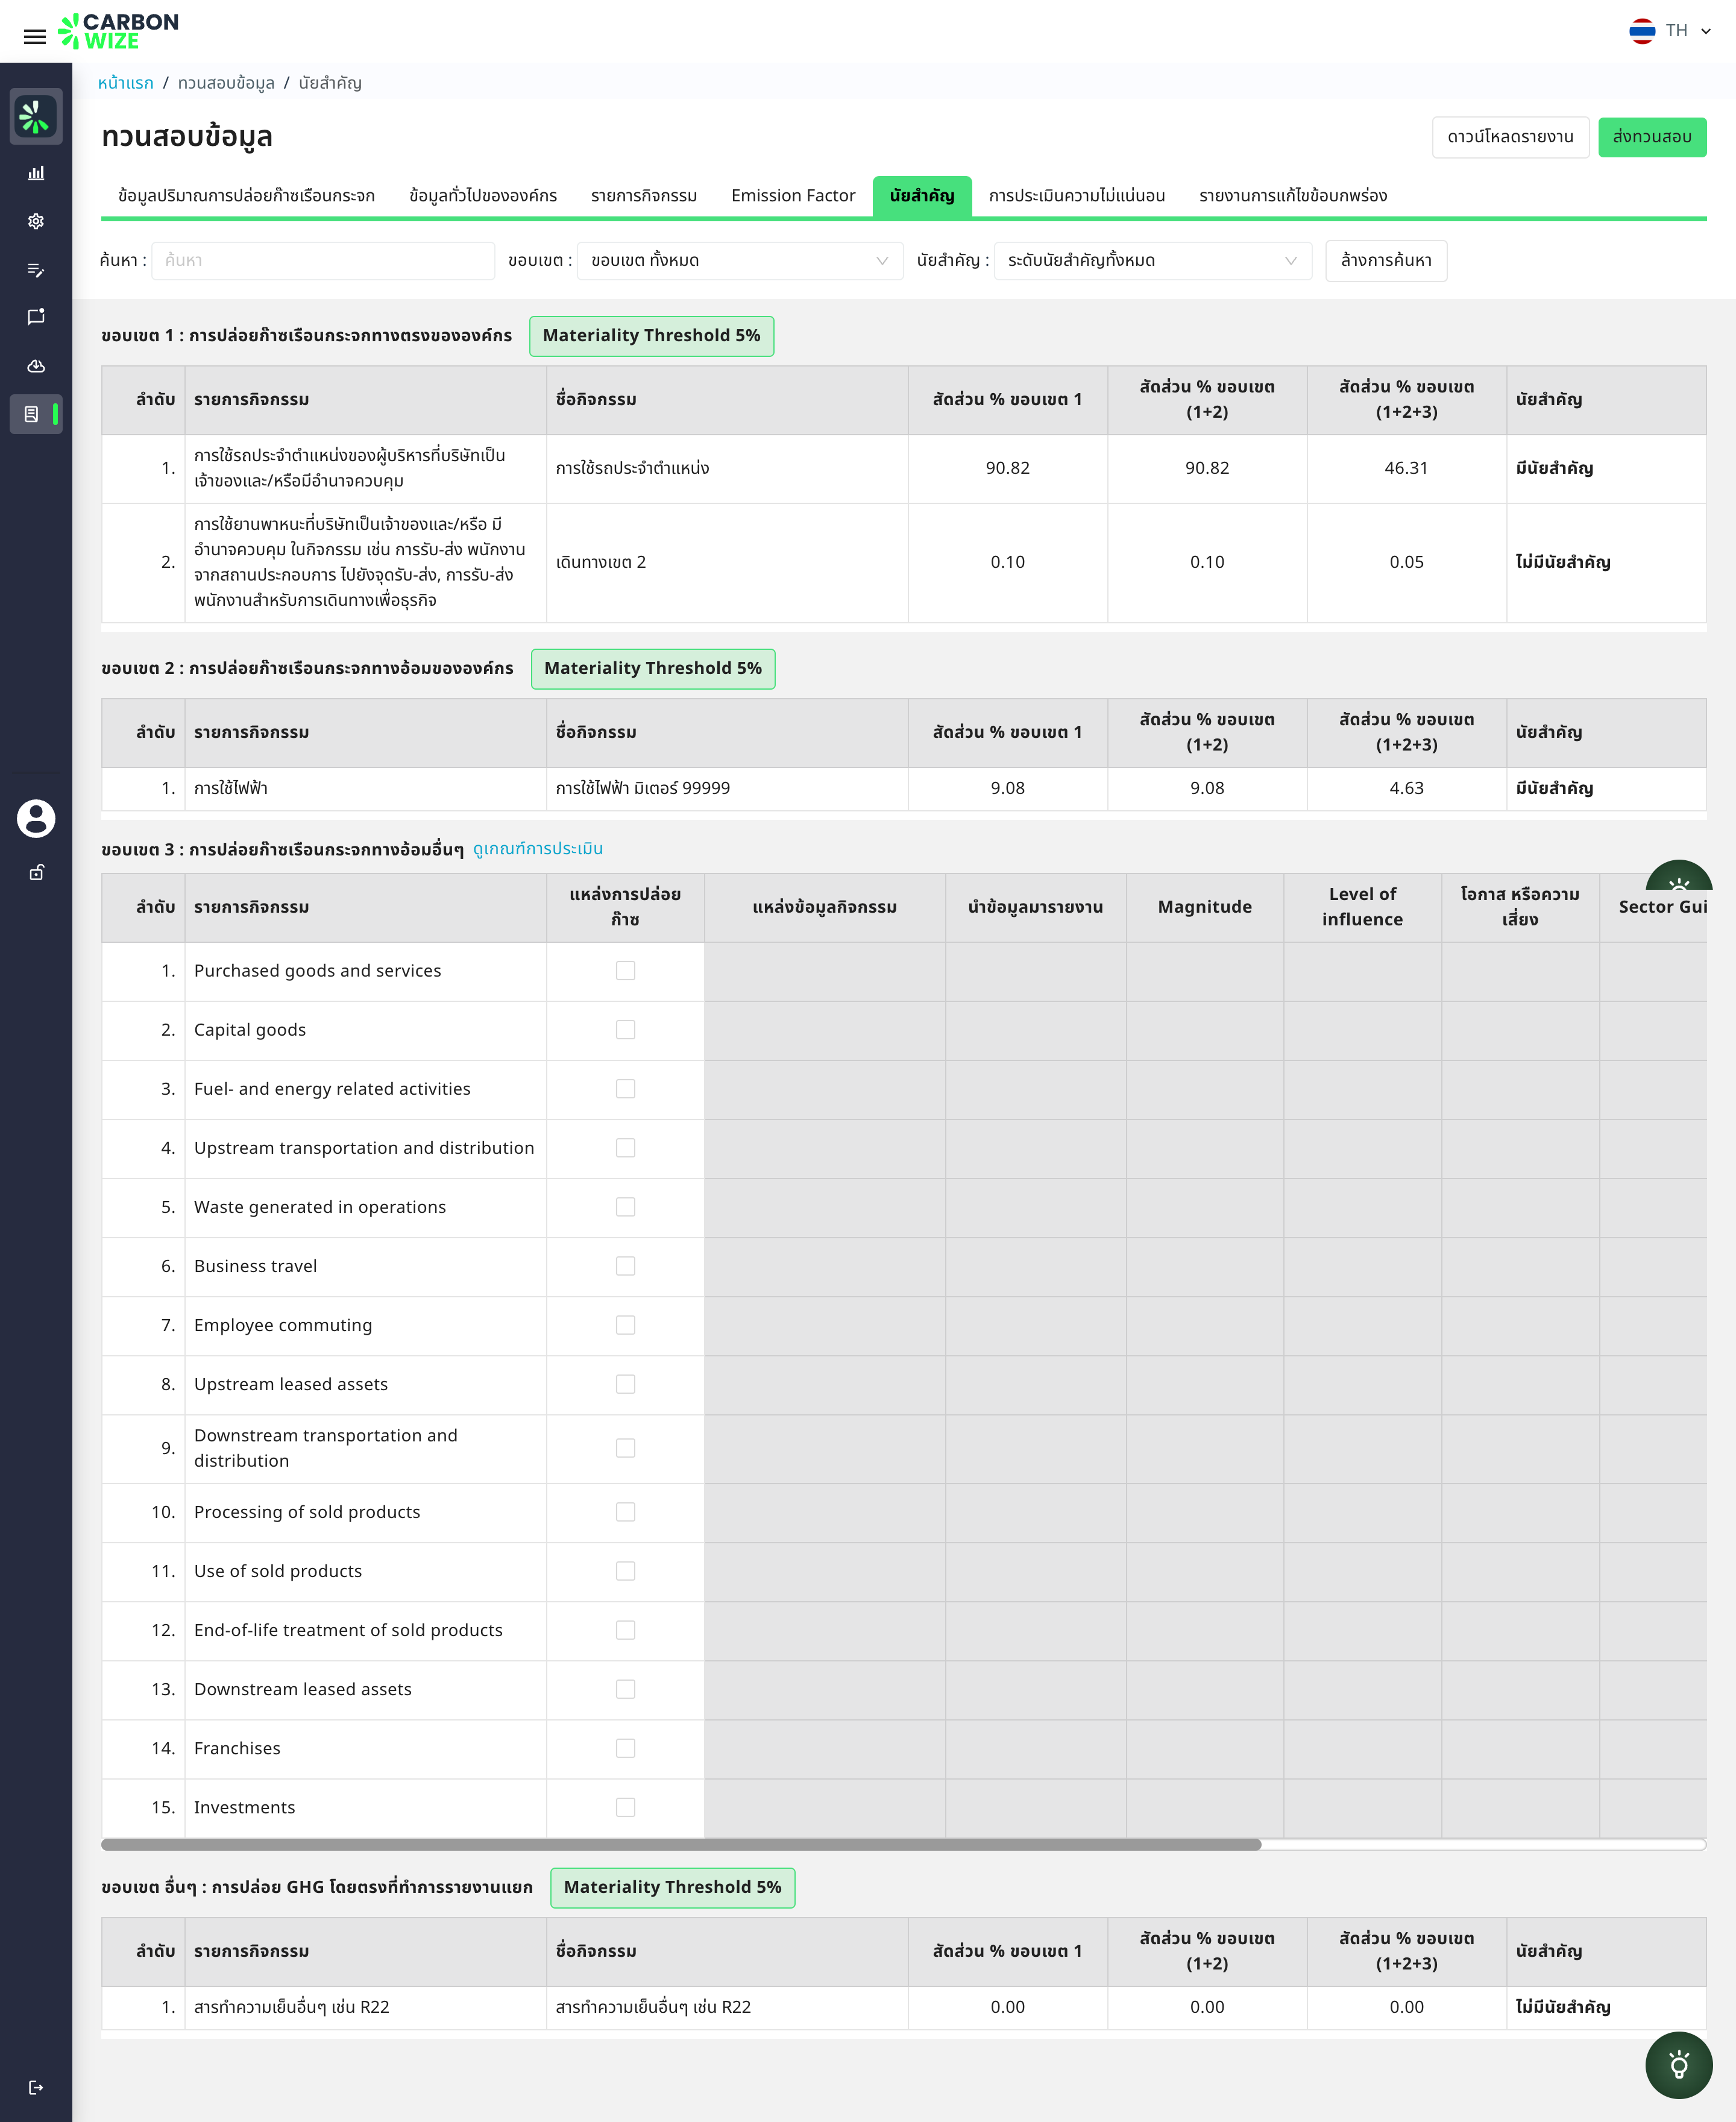 CARBON
WIZE
TH
หน้าแรก / ทวนสอบข้อมูล / นัยสำคัญ
ทวนสอบข้อมูล
ดาวน์โหลดรายงาน
ส่งทวนสอบ
ข้อมูลปริมาณการปล่อยก๊าซเรือนกระจก ข้อมูลทั่วไปขององค์กร รายการกิจกรรม Emission Factor นัยสำคัญ การประเมินความไม่แน่นอน รายงานการแก้ไขข้อบกพร่อง
ค้นหา : ค้นหา ขอบเขต : ขอบเขต ทั้งหมด นัยสำคัญ : ระดับนัยสำคัญทั้งหมด ล้างการค้นหา
ขอบเขต 1 : การปล่อยก๊าซเรือนกระจกทางตรงขององค์กร Materiality Threshold 5%
ลำดับ รายการกิจกรรม ชื่อกิจกรรม สัดส่วน % ขอบเขต 1 สัดส่วน % ขอบเขต (1+2) สัดส่วน % ขอบเขต (1+2+3) นัยสำคัญ
1. การใช้รถประจำตำแหน่งของผู้บริหารที่บริษัทเป็น
เจ้าของและ/หรือมีอำนาจควบคุม
การใช้รถประจำตำแหน่ง 90.82 90.82 46.31 มีนัยสำคัญ
2. การใช้ยานพาหนะที่บริษัทเป็นเจ้าของและ/หรือ มี
อำนาจควบคุม ในกิจกรรม เช่น การรับ-ส่ง พนักงาน
จากสถานประกอบการ ไปยังจุดรับ-ส่ง, การรับ-ส่ง
พนักงานสำหรับการเดินทางเพื่อธุรกิจ
เดินทางเขต 2 0.10 0.10 0.05 ไม่มีนัยสำคัญ
ขอบเขต 2 : การปล่อยก๊าซเรือนกระจกทางอ้อมขององค์กร Materiality Threshold 5%
ลำดับ รายการกิจกรรม ชื่อกิจกรรม สัดส่วน % ขอบเขต 1 สัดส่วน % ขอบเขต (1+2) สัดส่วน % ขอบเขต (1+2+3) นัยสำคัญ
1. การใช้ไฟฟ้า การใช้ไฟฟ้า มิเตอร์ 99999 9.08 9.08 4.63 มีนัยสำคัญ
ขอบเขต 3 : การปล่อยก๊าซเรือนกระจกทางอ้อมอื่นๆ ดูเกณฑ์การประเมิน
ลำดับ รายการกิจกรรม แหล่งการปล่อยก๊าซ แหล่งข้อมูลกิจกรรม นำข้อมูลมารายงาน Magnitude Level of influence โอกาส หรือความเสี่ยง Sector Gui
1. Purchased goods and services
2. Capital goods
3. Fuel- and energy related activities
4. Upstream transportation and distribution
5. Waste generated in operations
6. Business travel
7. Employee commuting
8. Upstream leased assets
9. Downstream transportation and
distribution
10. Processing of sold products
11. Use of sold products
12. End-of-life treatment of sold products
13. Downstream leased assets
14. Franchises
15. Investments
ขอบเขต อื่นๆ : การปล่อย GHG โดยตรงที่ทำการรายงานแยก Materiality Threshold 5%
ลำดับ รายการกิจกรรม ชื่อกิจกรรม สัดส่วน % ขอบเขต 1 สัดส่วน % ขอบเขต (1+2) สัดส่วน % ขอบเขต (1+2+3) นัยสำคัญ
1. สารทำความเย็นอื่นๆ เช่น R22 สารทำความเย็นอื่นๆ เช่น R22 0.00 0.00 0.00 ไม่มีนัยสำคัญ